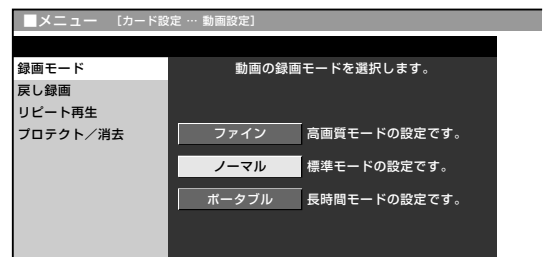 ■メニュー [カード設定 … 動画設定]
録画モード
動画の録画モードを選択します。
戻し録画
リピート再生
プロテクト／消去
ファイン 高画質モードの設定です。
ノーマル 標準モードの設定です。
ポータブル 長時間モードの設定です。